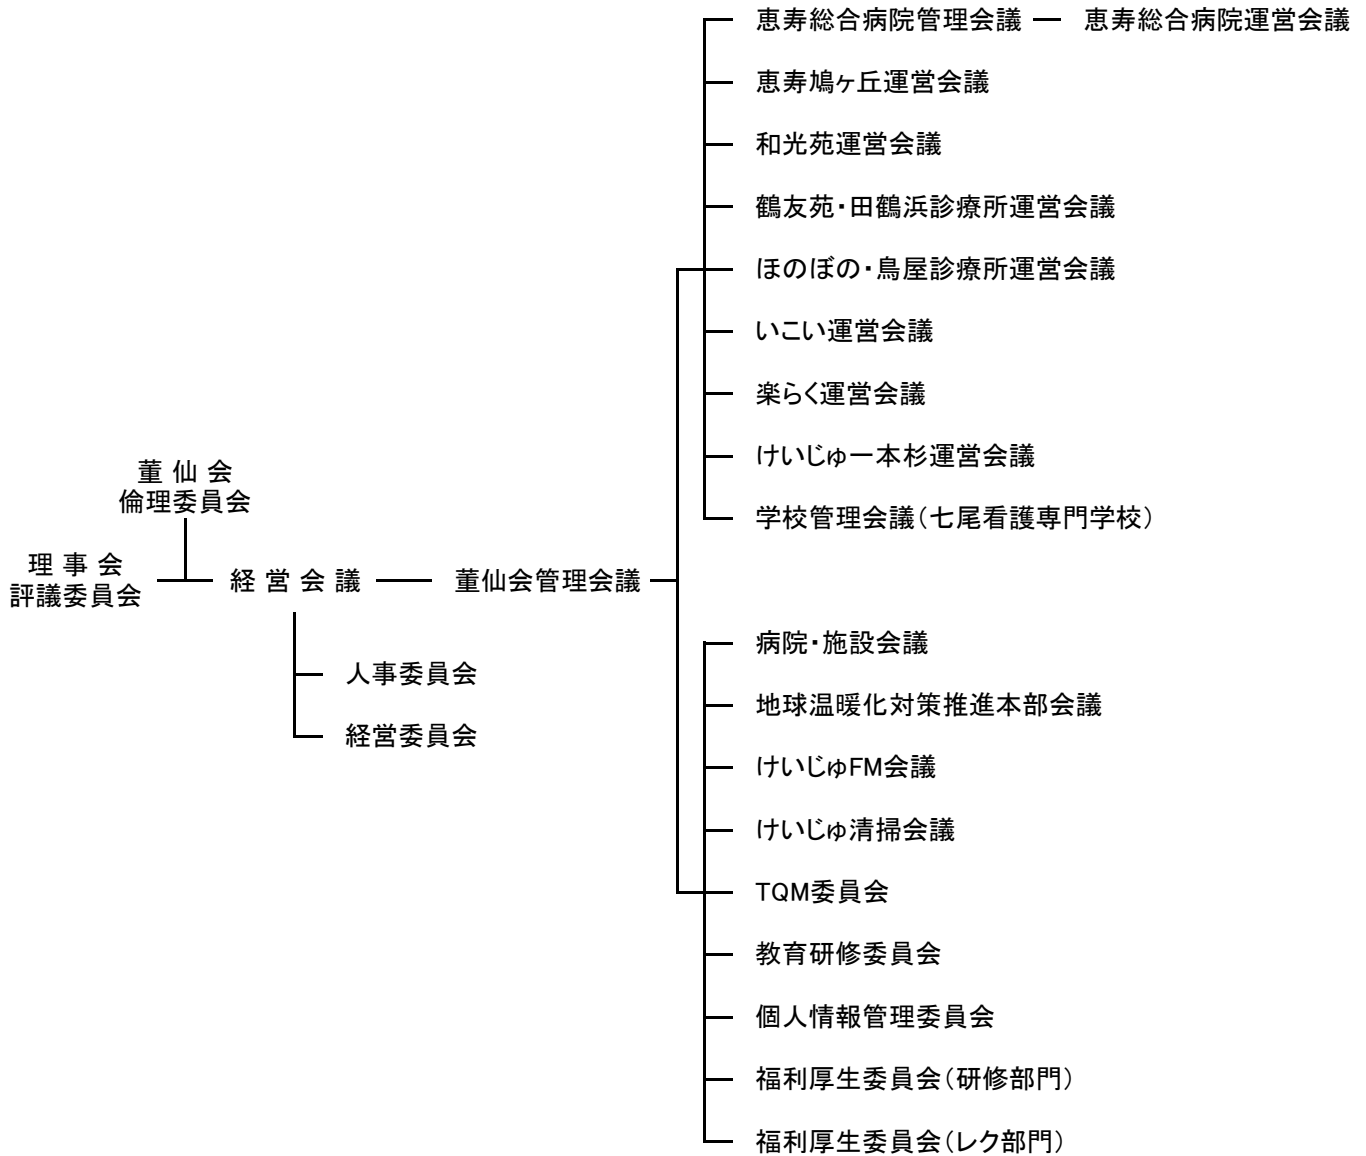 恵寿総合病院管理会議 恵寿総合病院運営会議
恵寿鳩ヶ丘運営会議
和光苑運営会議
鶴友苑・田鶴浜診療所運営会議
ほのぼの・鳥屋診療所運営会議
いこい運営会議
楽らく運営会議
けいじゅ一本杉運営会議
学校管理会議(七尾看護専門学校)
董仙会
倫理委員会
理事会
評議委員会
経営会議
董仙会管理会議
人事委員会
経営委員会
病院・施設会議
地球温暖化対策推進本部会議
けいじゅFM会議
けいじゅ清掃会議
TQM委員会
教育研修委員会
個人情報管理委員会
福利厚生委員会(研修部門)
福利厚生委員会(レク部門)